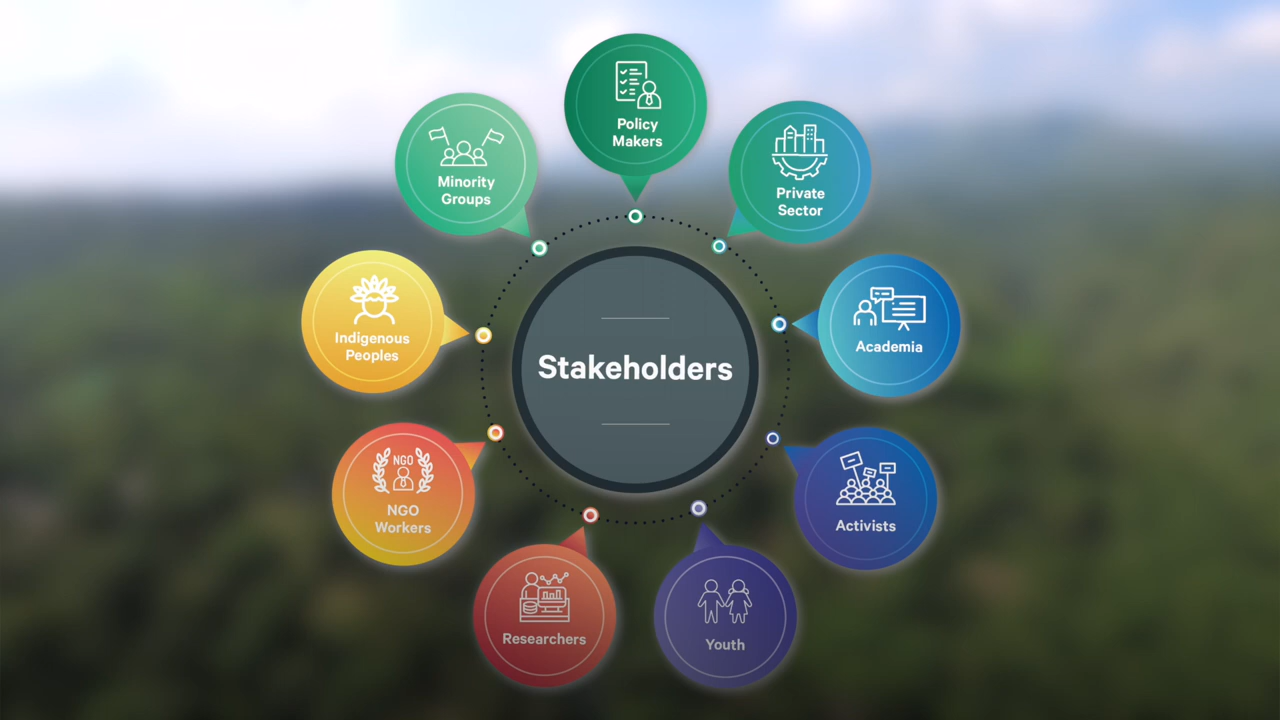 Policy
Makers
Private
Sector
Academia
Activists
Youth
Researchers
NGO
NGO
Workers
Indigenous
Peoples
Minority
Groups
Stakeholders